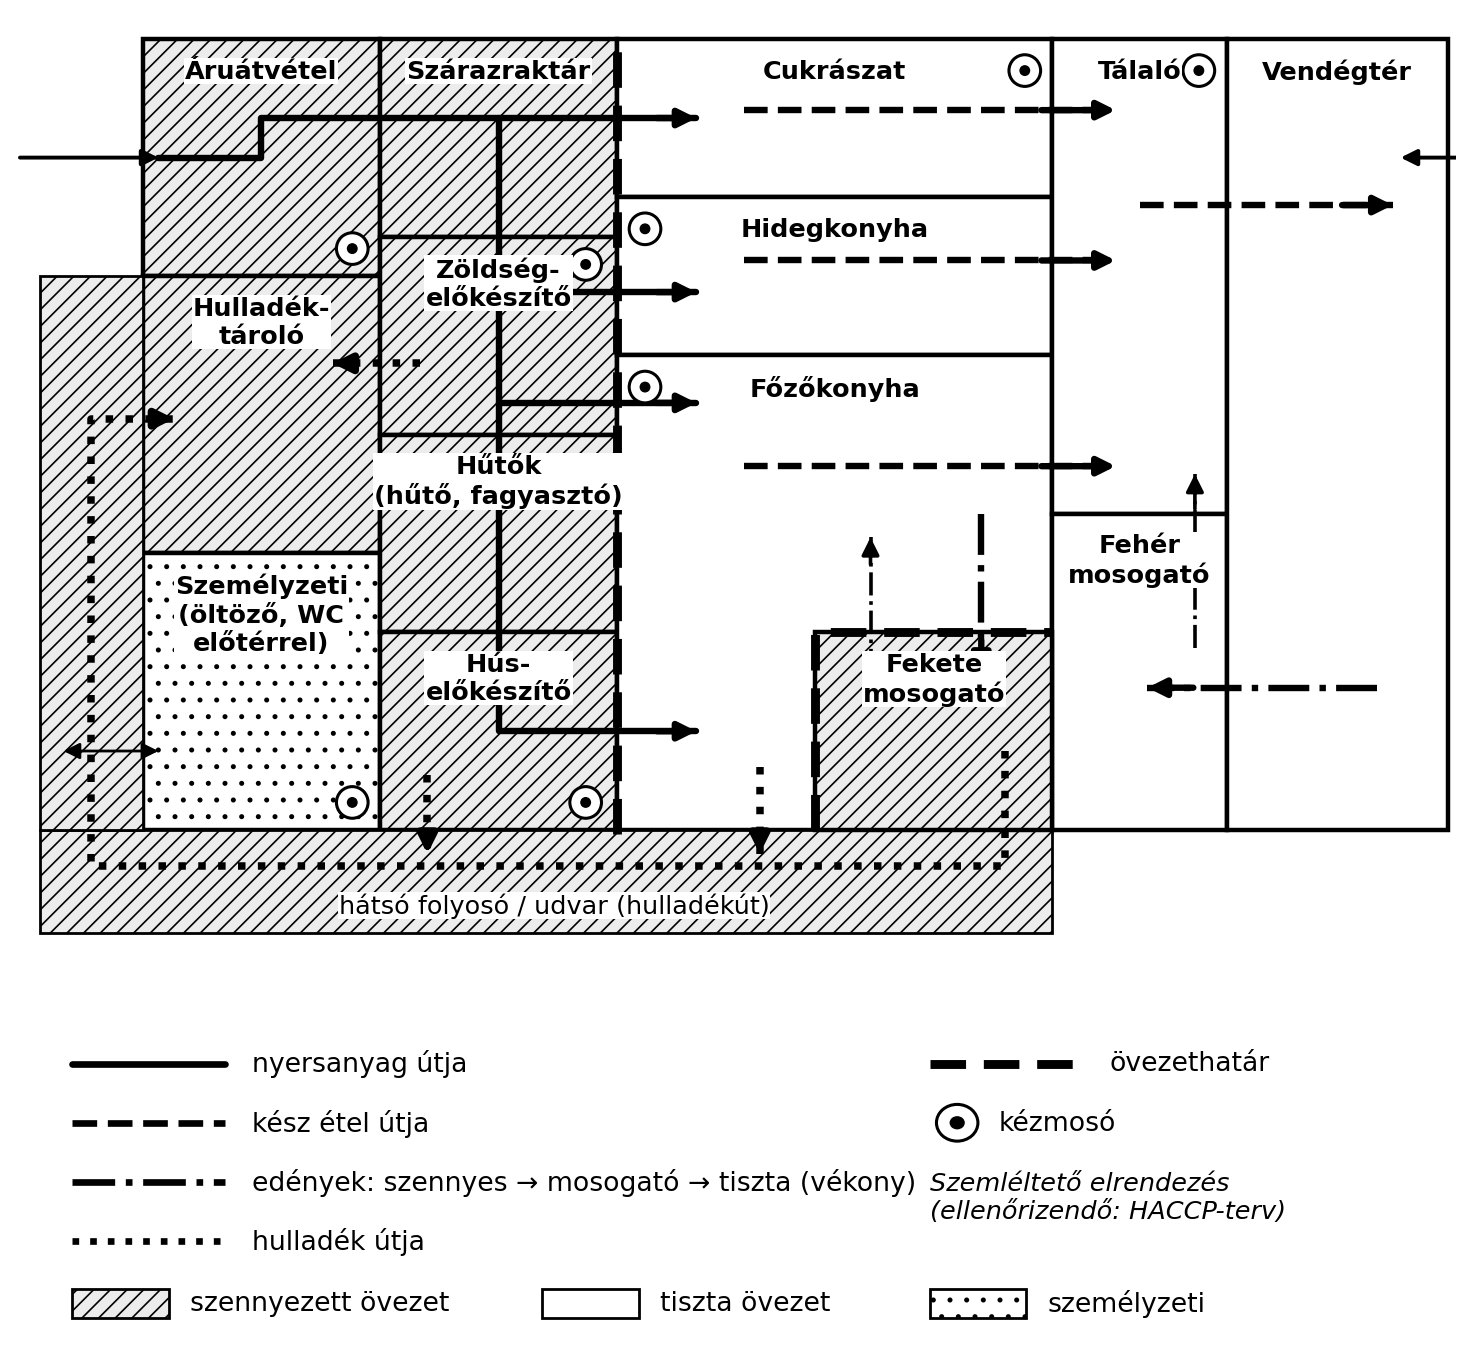 Áruátvétel
Szárazraktár
Cukrászat
Tálaló
Vendégtér
Hidegkonyha
Zöldség-
előkészítő
Hulladék-
tároló
Főzőkonyha
Hűtők
(hűtő, fagyasztó)
Fehér
mosogató
Személyzeti
(öltöző, WC
előtérrel)
Hús-
előkészítő
Fekete
mosogató
hátsó folyosó / udvar (hulladékút)
nyersanyag útja
övezethatár
kész étel útja
kézmosó
edények: szennyes → mosogató → tiszta (vékony)
Szemléltető elrendezés
(ellenőrizendő: HACCP-terv)
hulladék útja
szennyezett övezet
tiszta övezet
személyzeti